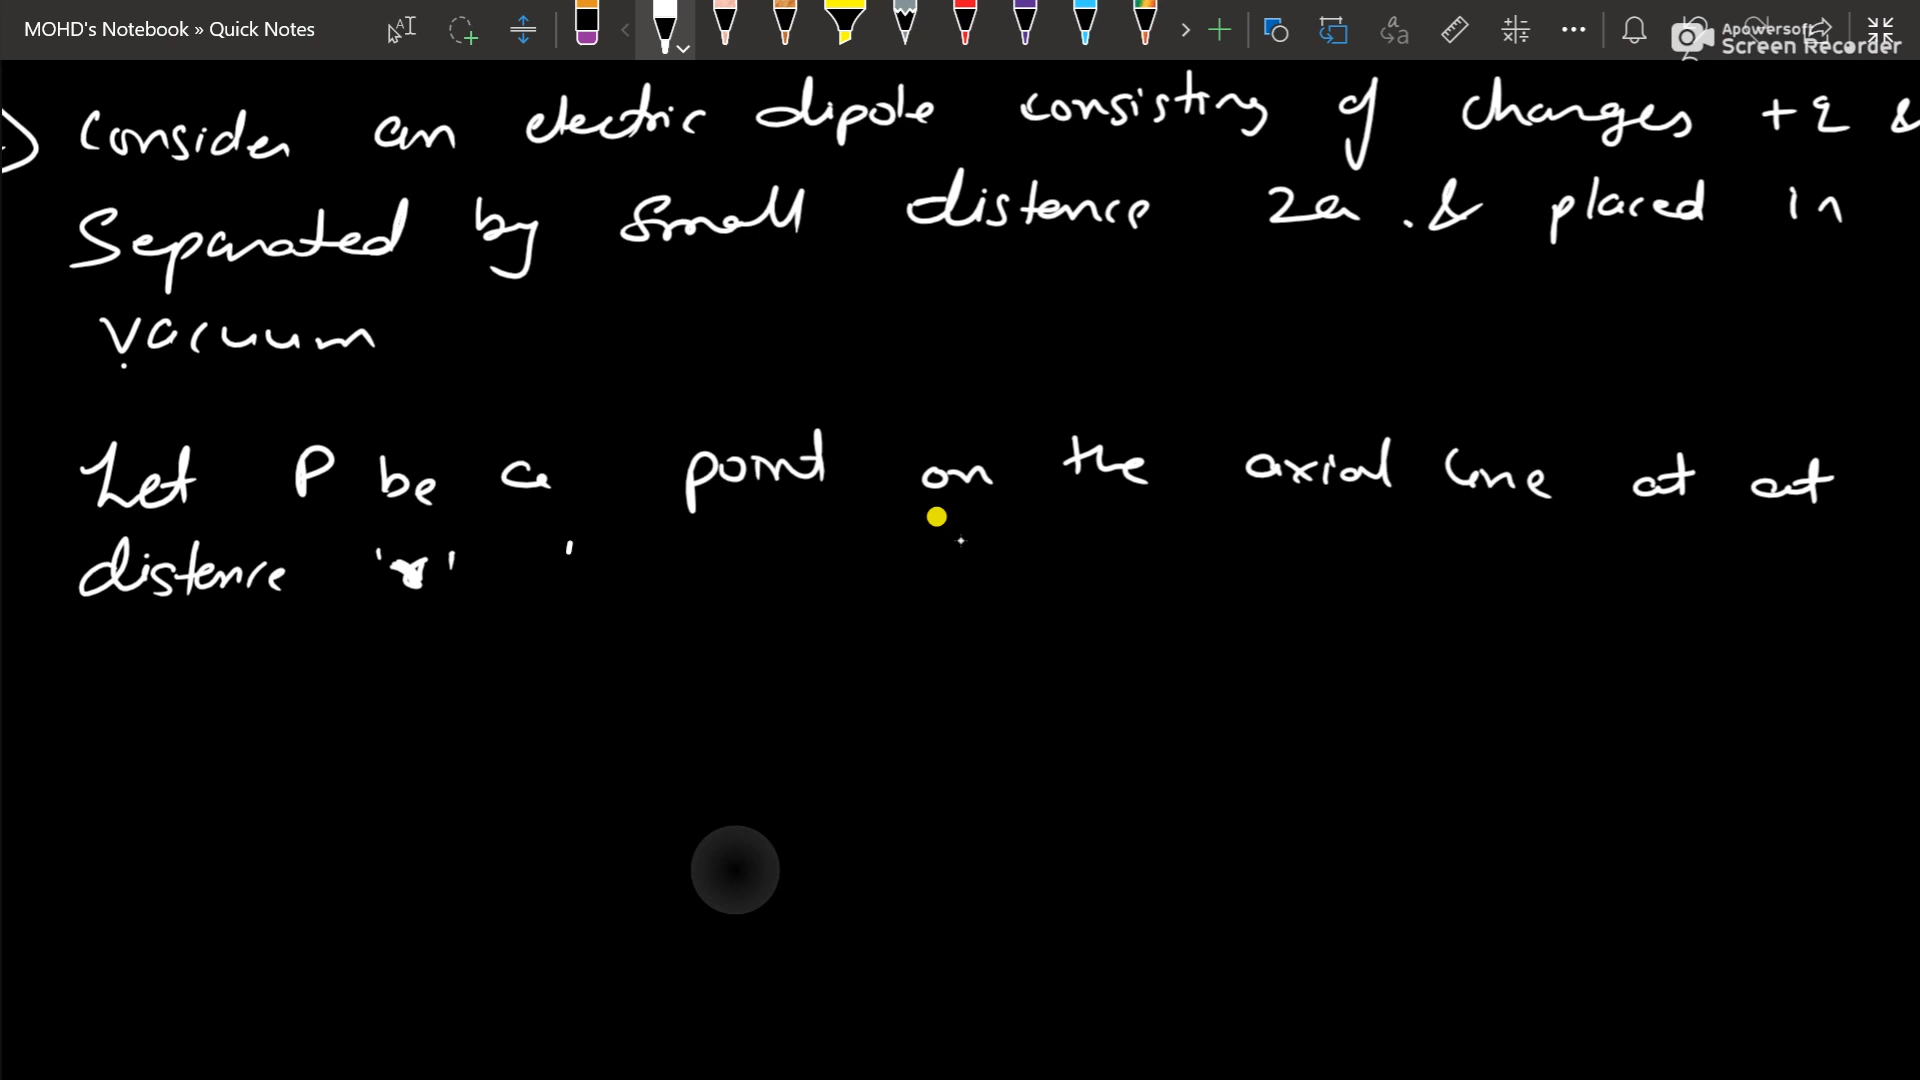 MOHD's Notebook » Quick Notes
Apowersoft
Screen Recorder
) Consider an electric dipole consisting of charges +q &
Separated by small distance 2a . & placed in
vacuum
Let P be a point on the axial line at at
distance 'r' '